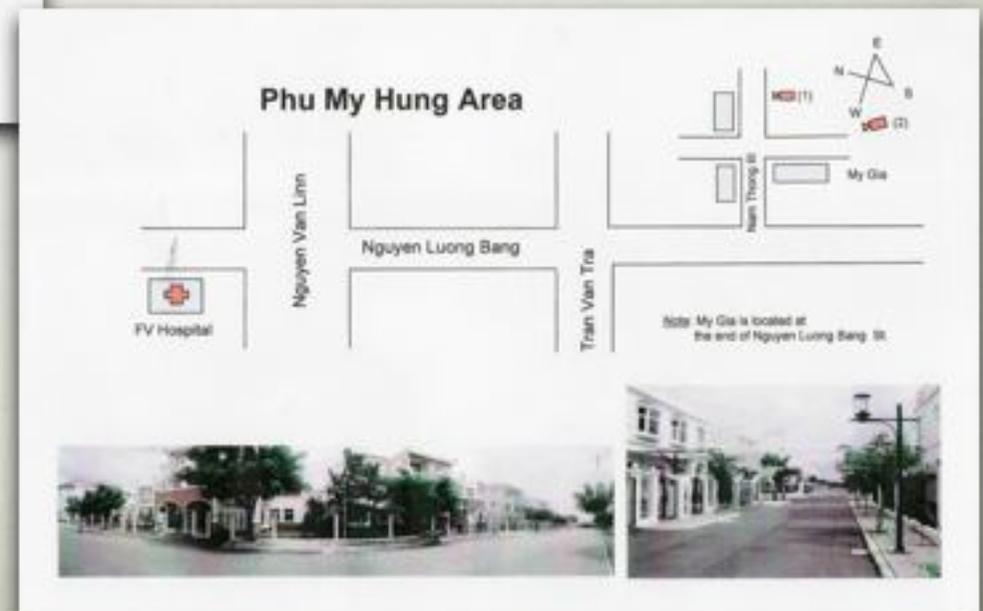 Phu My Hung Area
E
N
S
W
(1)
(2)
My Gia
Nam Thong III
Nguyen Van Linn
Nguyen Luong Bang
Tran Van Tra
FV Hospital
Note: My Gia is located at
the end of Nguyen Luong Bang St.